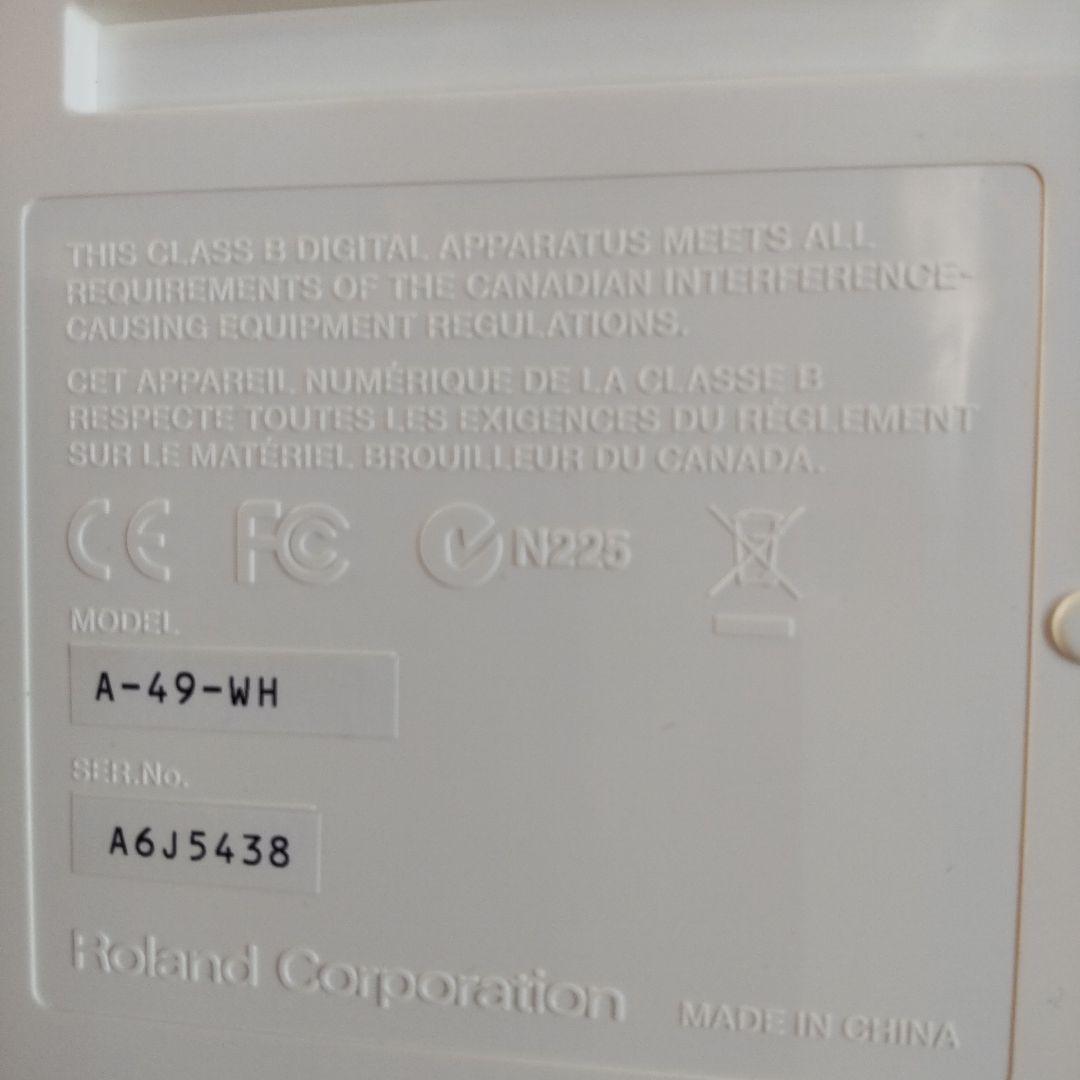 THIS CLASS B DIGITAL APPARATUS MEETS ALL
REQUIREMENTS OF THE CANADIAN INTERFERENCE-
CAUSING EQUIPMENT REGULATIONS.
CET APPAREIL NUMÉRIQUE DE LA CLASSE B
RESPECTE TOUTES LES EXIGENCES DU RÉGLEMENT
SUR LE MATÉRIEL BROUILLEUR DU CANADA.
CE FC N225
MODEL
A-49-WH
SER.No.
A6J5438
Roland Corporation MADE IN CHINA